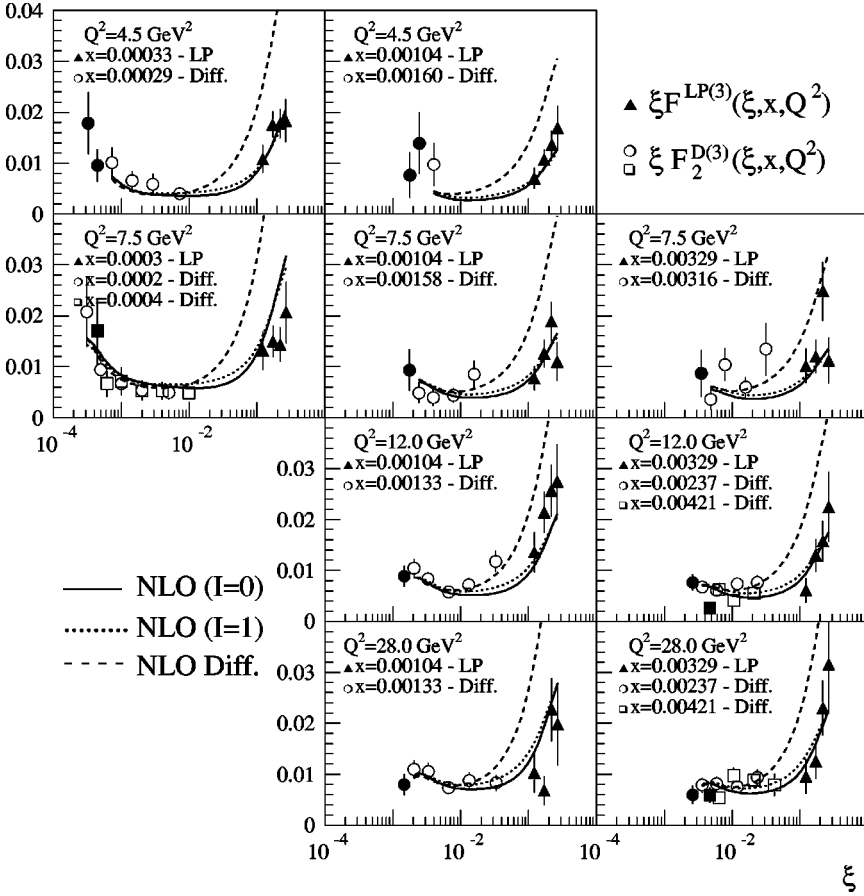 0.04
Q²=4.5 GeV²
▲x=0.00033 - LP
○x=0.00029 - Diff.
0.03
0.02
0.01
0
Q²=4.5 GeV²
▲x=0.00104 - LP
○x=0.00160 - Diff.
▲ ξF^LP(3)(ξ,x,Q²)
○ ξ F₂^D(3)(ξ,x,Q²)
□
Q²=7.5 GeV²
▲x=0.0003 - LP
○x=0.0002 - Diff.
□x=0.0004 - Diff.
0.03
0.02
0.01
0
10⁻⁴ 10⁻²
Q²=7.5 GeV²
▲x=0.00104 - LP
○x=0.00158 - Diff.
Q²=7.5 GeV²
▲x=0.00329 - LP
○x=0.00316 - Diff.
Q²=12.0 GeV²
▲x=0.00104 - LP
○x=0.00133 - Diff.
0.03
0.02
0.01
0
Q²=12.0 GeV²
▲x=0.00329 - LP
○x=0.00237 - Diff.
□x=0.00421 - Diff.
NLO (I=0)
NLO (I=1)
NLO Diff.
Q²=28.0 GeV²
▲x=0.00104 - LP
○x=0.00133 - Diff.
0.03
0.02
0.01
0
Q²=28.0 GeV²
▲x=0.00329 - LP
○x=0.00237 - Diff.
□x=0.00421 - Diff.
10⁻⁴ 10⁻² 10⁻⁴ 10⁻²
ξ